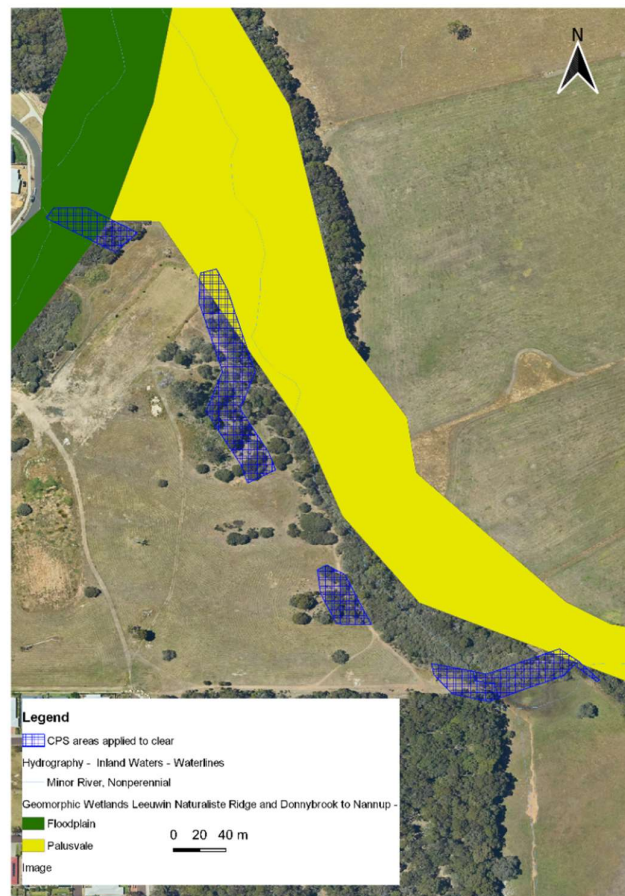 N
Legend
CPS areas applied to clear
Hydrography - Inland Waters - Waterlines
Minor River, Nonperennial
Geomorphic Wetlands Leeuwin Naturaliste Ridge and Donnybrook to Nannup -
Floodplain
0 20 40 m
Palusvale
Image